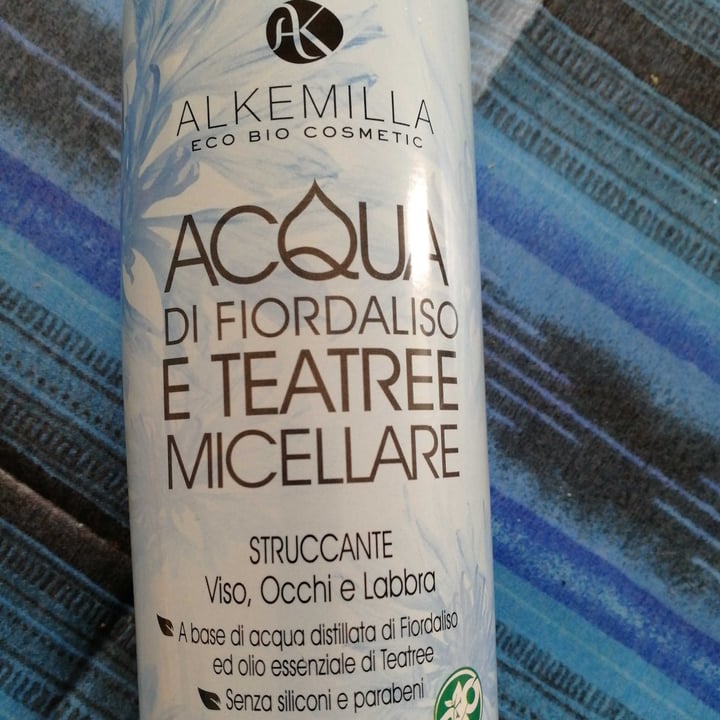 AK
ALKEMILLA
ECO BIO COSMETIC
ACQUA
DI FIORDALISO
E TEATREE
MICELLARE
STRUCCANTE
Viso, Occhi e Labbra
A base di acqua distillata di Fiordaliso
ed olio essenziale di Teatree
Senza siliconi e parabeni